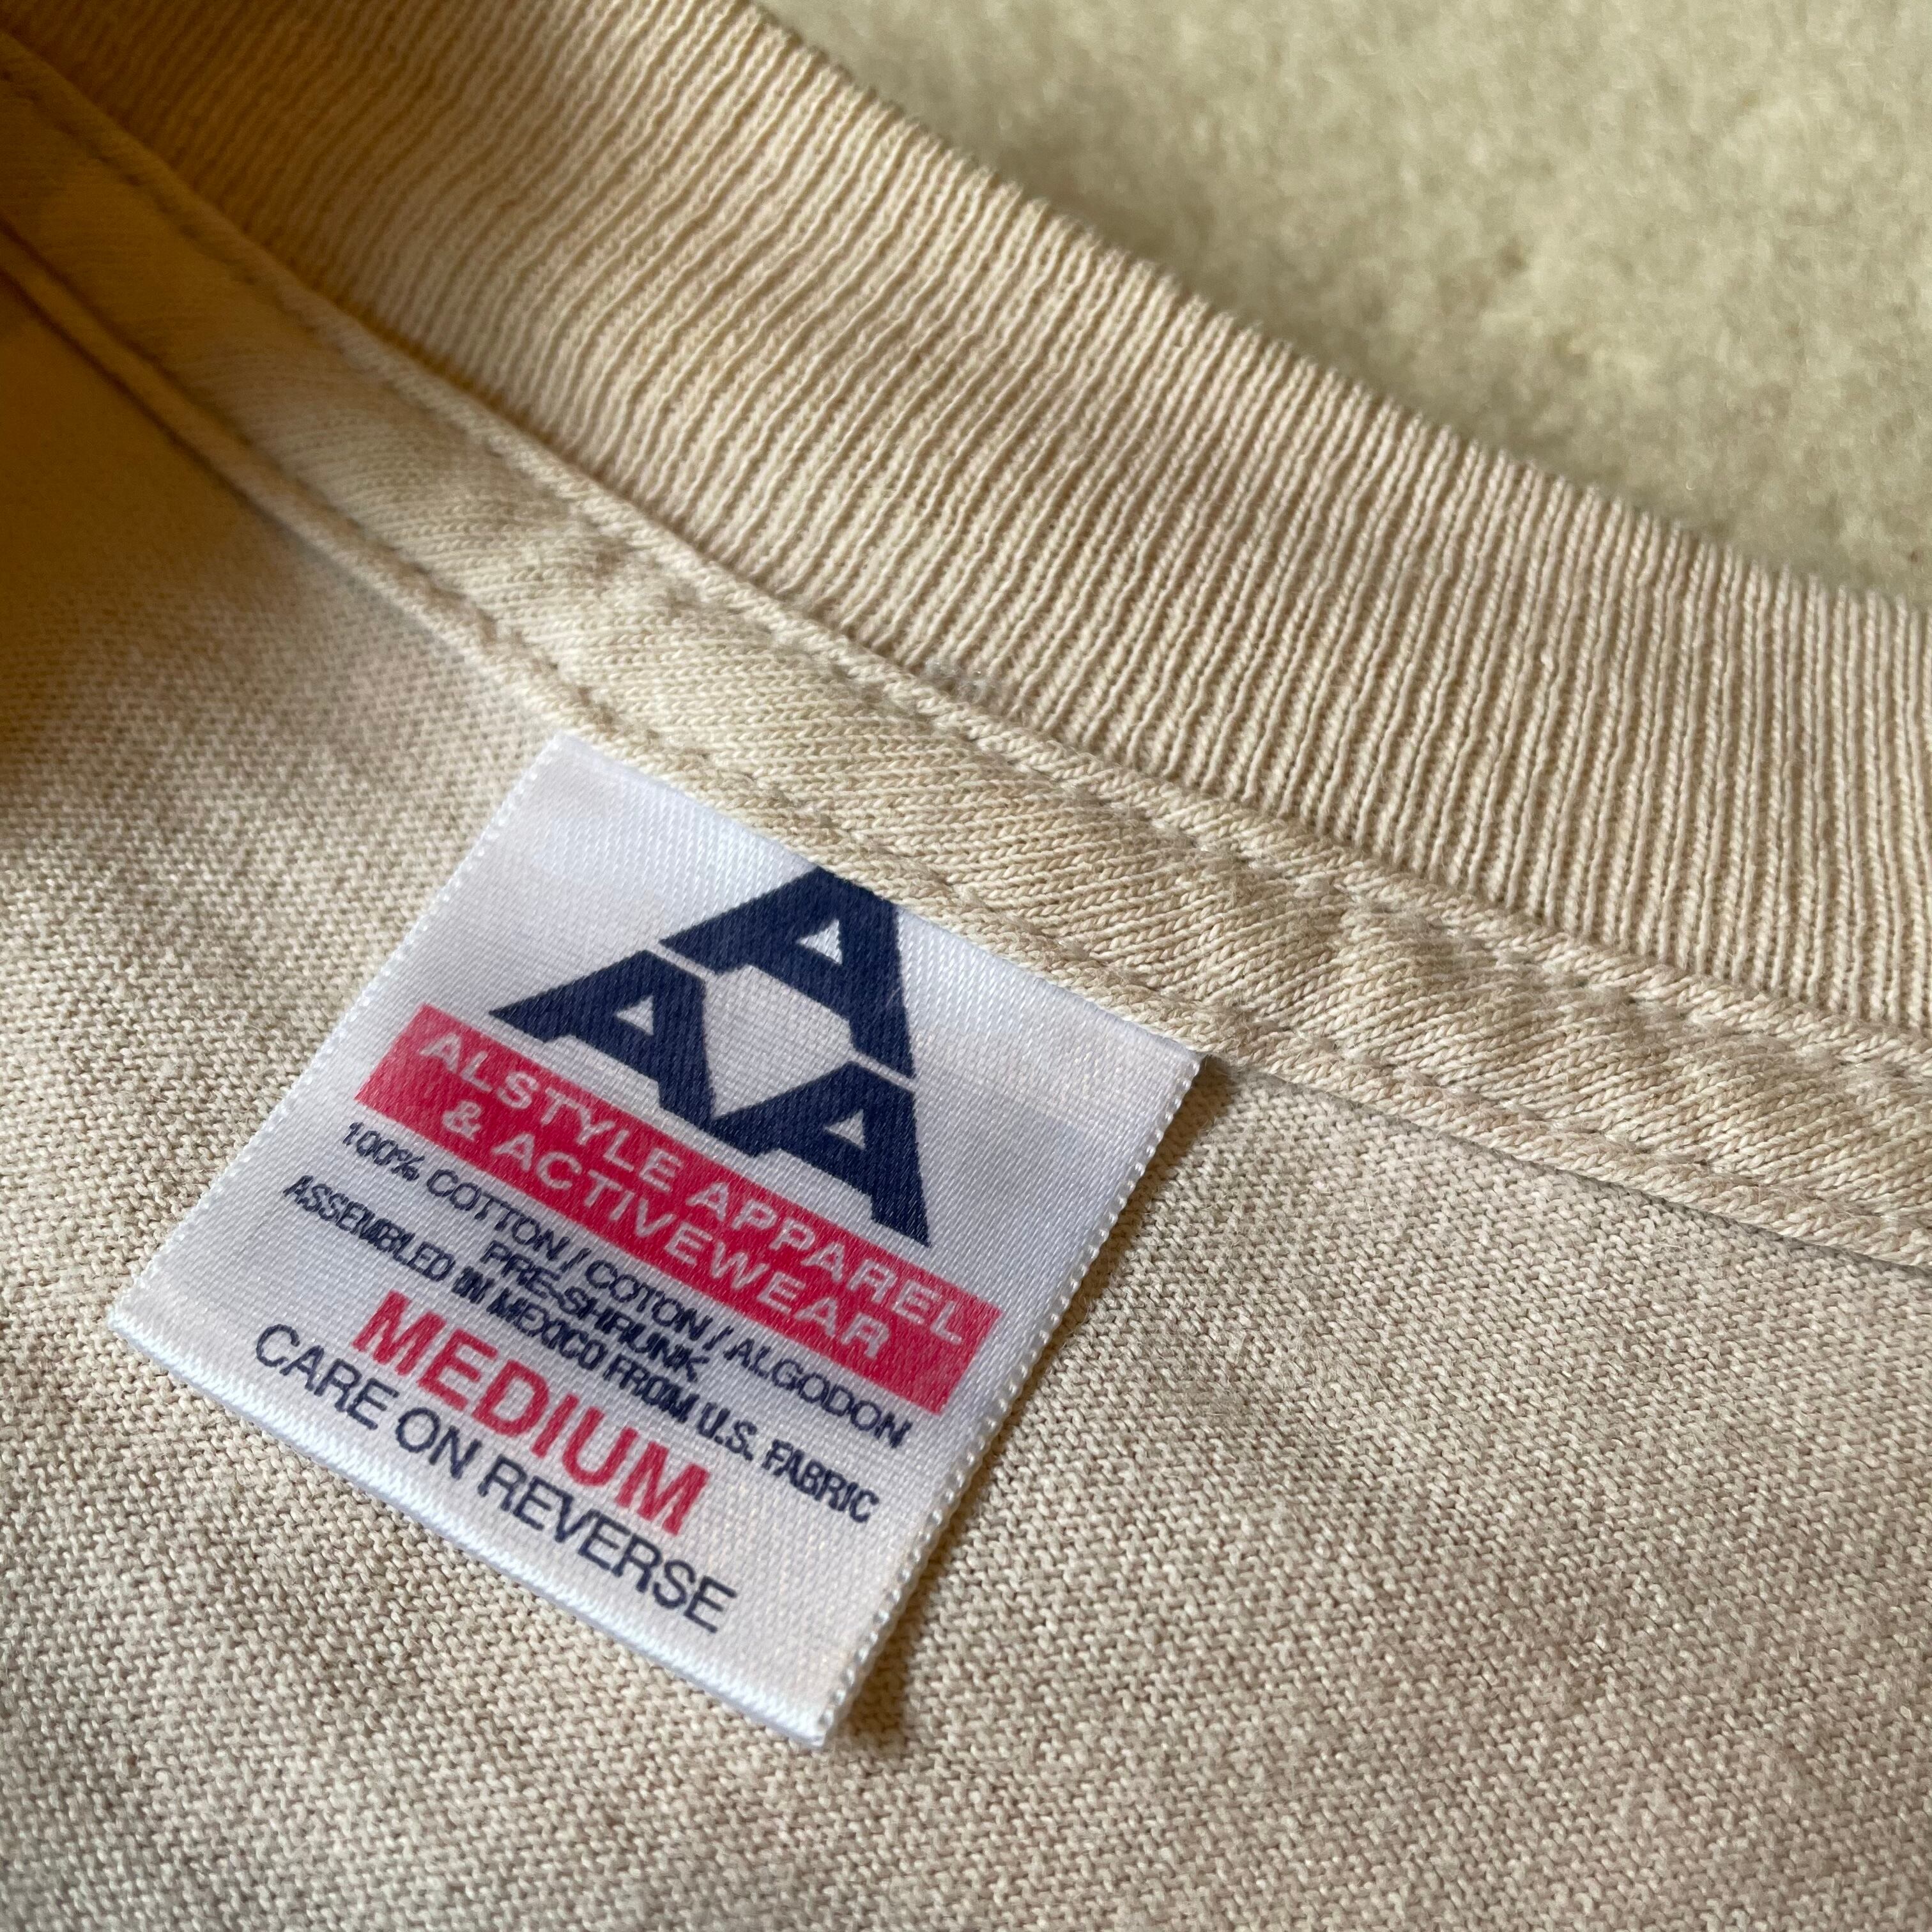 A
A A
ALSTYLE APPAREL
& ACTIVEWEAR
100% COTTON / COTON / ALGODON
PRE-SHRUNK
ASSEMBLED IN MEXICO FROM U.S. FABRIC
MEDIUM
CARE ON REVERSE